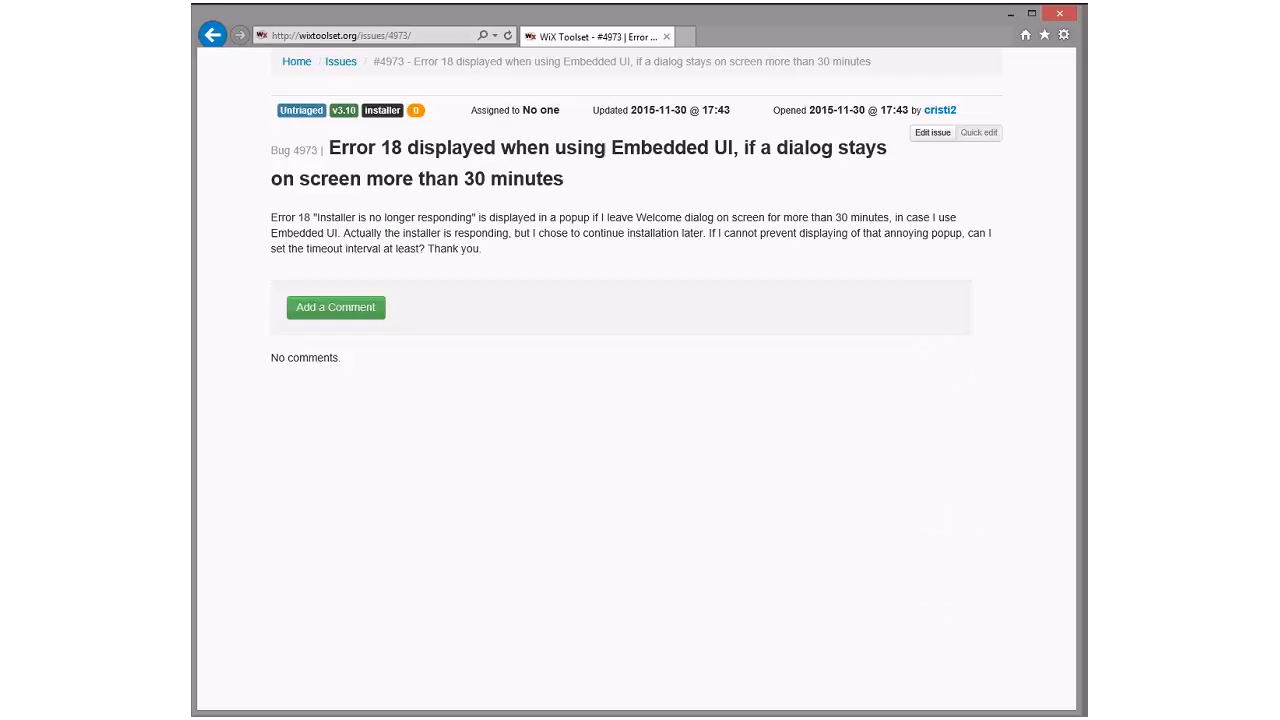 http://wixtoolset.org/issues/4973/
WiX Toolset - #4973 | Error ...
Home / Issues / #4973 - Error 18 displayed when using Embedded UI, if a dialog stays on screen more than 30 minutes
Untriaged v3.10 installer 0 Assigned to No one Updated 2015-11-30 @ 17:43 Opened 2015-11-30 @ 17:43 by cristi2
Edit issue Quick edit
Bug 4973 | Error 18 displayed when using Embedded UI, if a dialog stays
on screen more than 30 minutes
Error 18 "Installer is no longer responding" is displayed in a popup if I leave Welcome dialog on screen for more than 30 minutes, in case I use
Embedded UI. Actually the installer is responding, but I chose to continue installation later. If I cannot prevent displaying of that annoying popup, can I
set the timeout interval at least? Thank you.
Add a Comment
No comments.